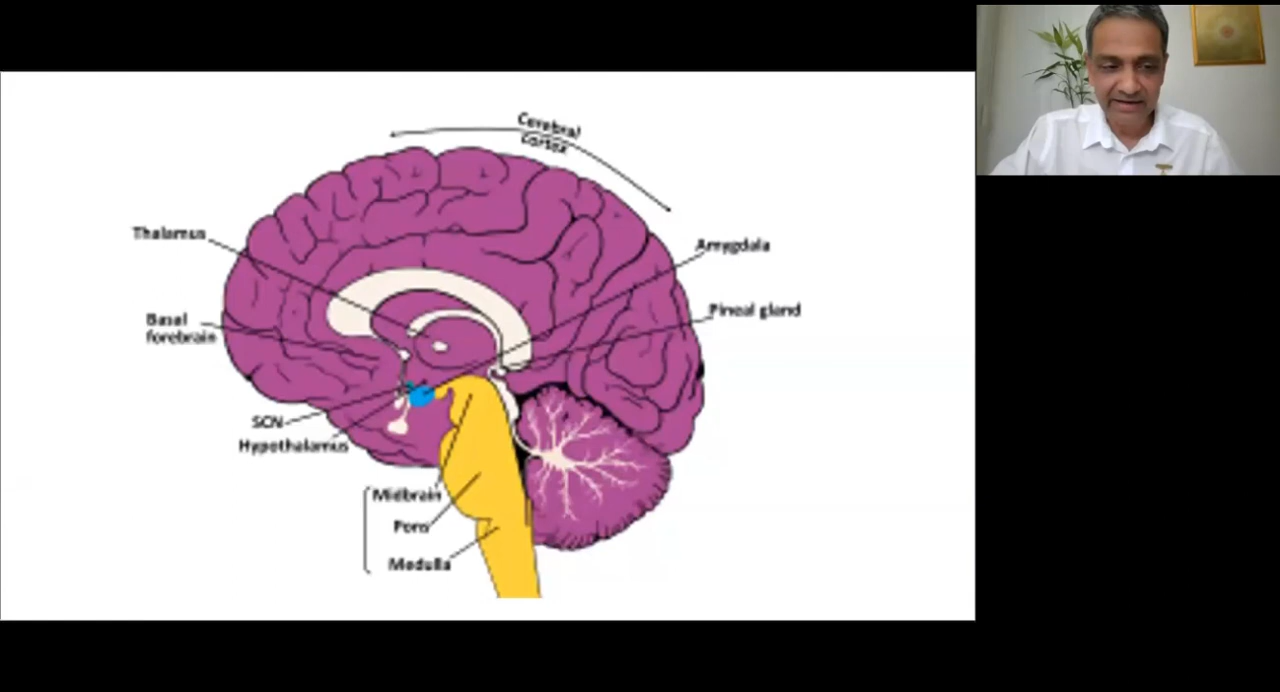 Cerebral
Cortex
Thalamus
Amygdala
Pineal gland
Basal
forebrain
SCN
Hypothalamus
Midbrain
Pons
Medulla